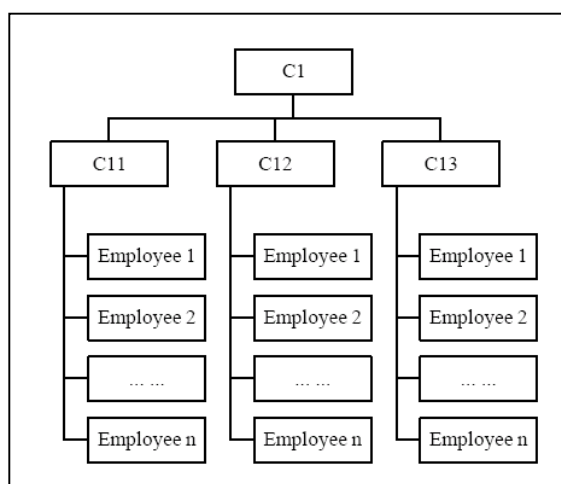 C1
C11
C12
C13
Employee 1
Employee 1
Employee 1
Employee 2
Employee 2
Employee 2
... ...
... ...
... ...
Employee n
Employee n
Employee n